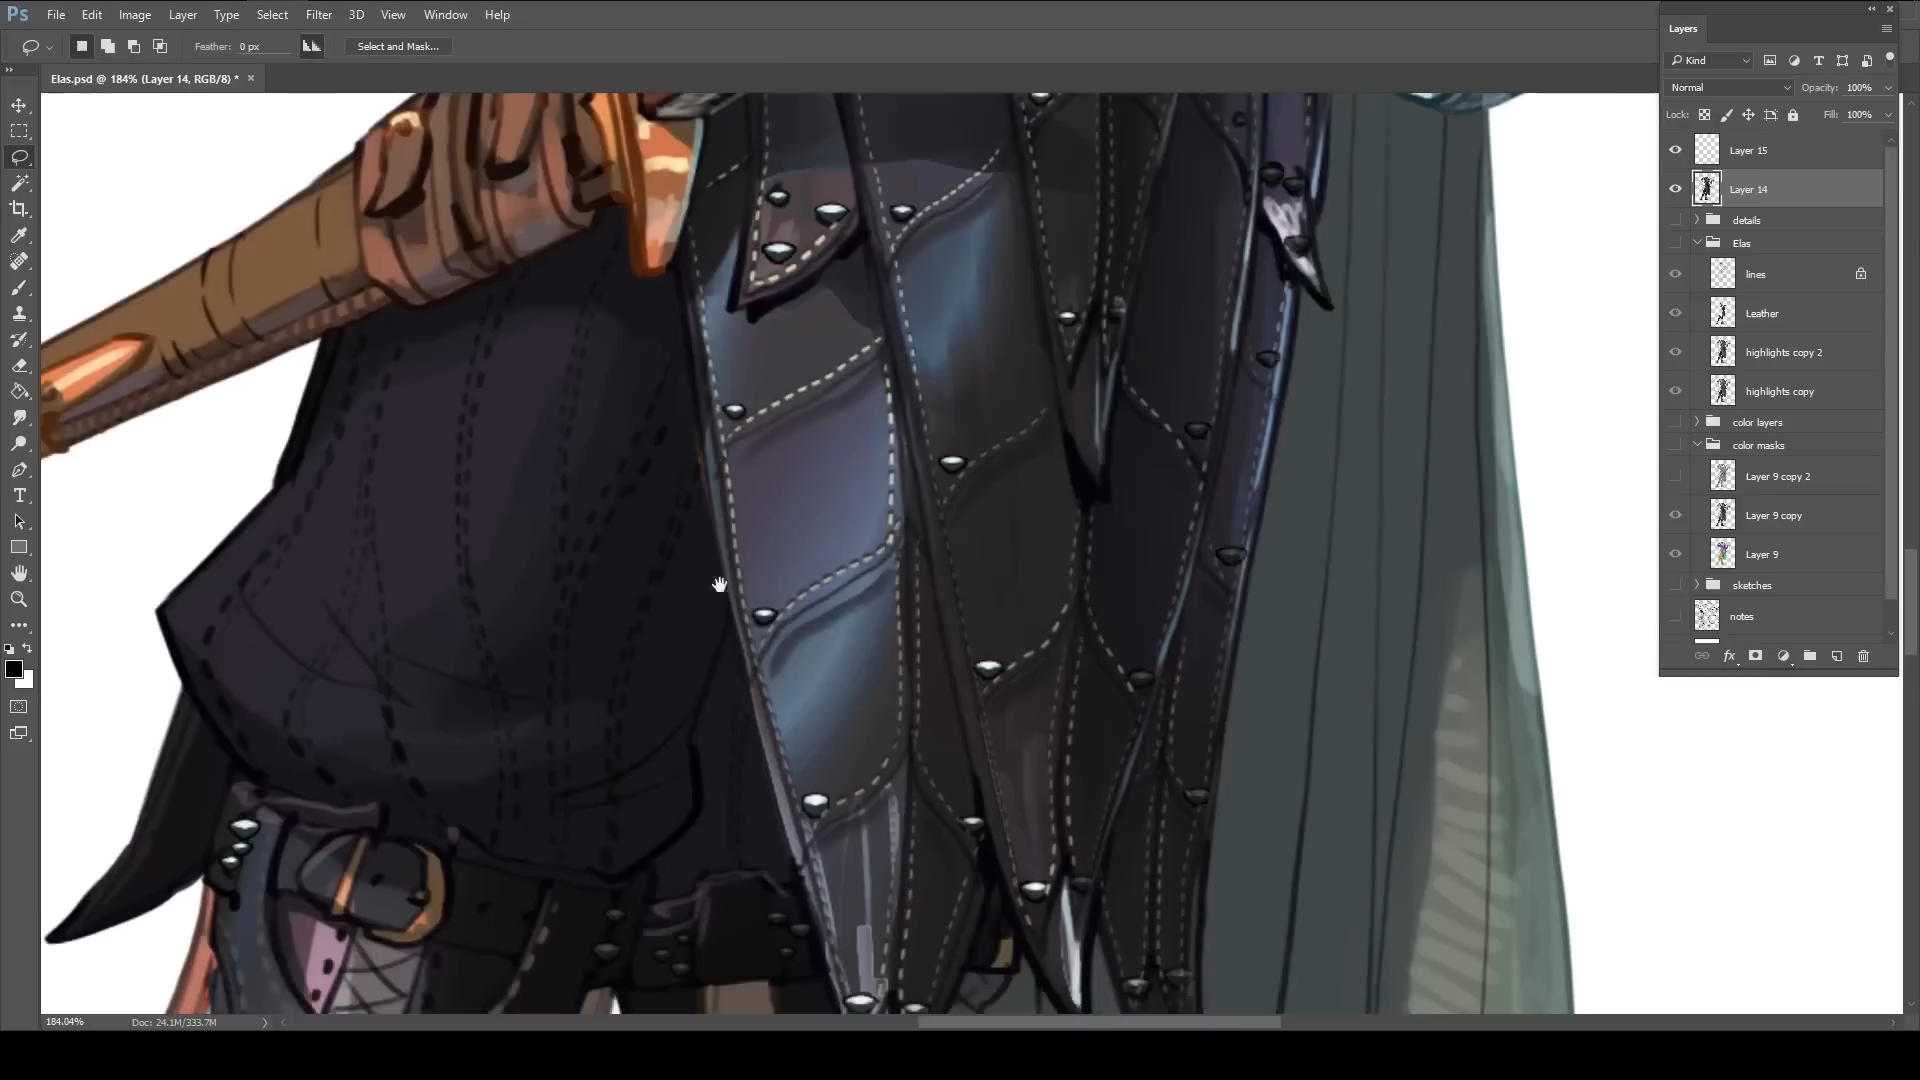 Ps File Edit Image Layer Type Select Filter 3D View Window Help
Feather: 0 px Select and Mask...
Elas.psd @ 184% (Layer 14, RGB/8) *
Layers
Kind
Normal Opacity: 100%
Lock: Fill: 100%
Layer 15
Layer 14
details
Elas
lines
Leather
highlights copy 2
highlights copy
color layers
color masks
Layer 9 copy 2
Layer 9 copy
Layer 9
sketches
notes
fx
184.04% Doc: 24.1M/333.7M